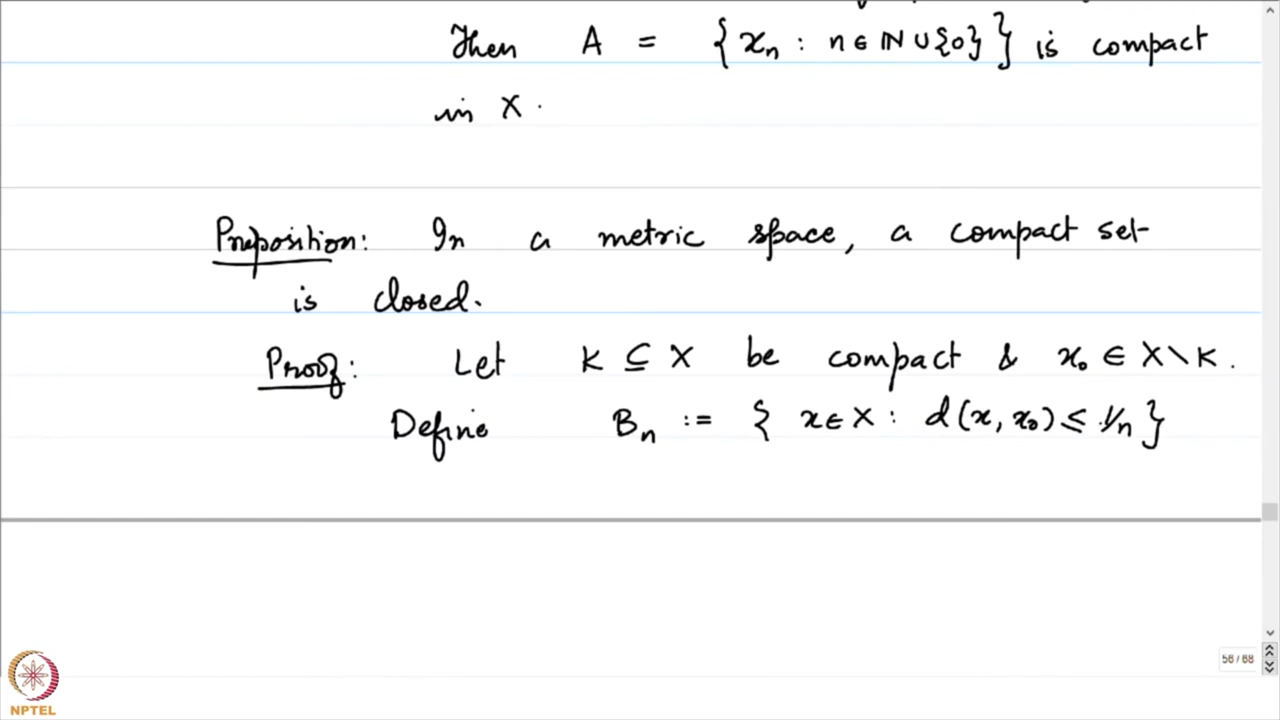 Then A = {xₙ : n ∈ ℕ ∪ {0}} is compact
in X.
Proposition: In a metric space, a compact set
is closed.
Proof: Let K ⊆ X be compact & x₀ ∈ X \ K.
Define Bₙ := { x ∈ X : d(x, x₀) ≤ 1/n }
56 / 68
NPTEL